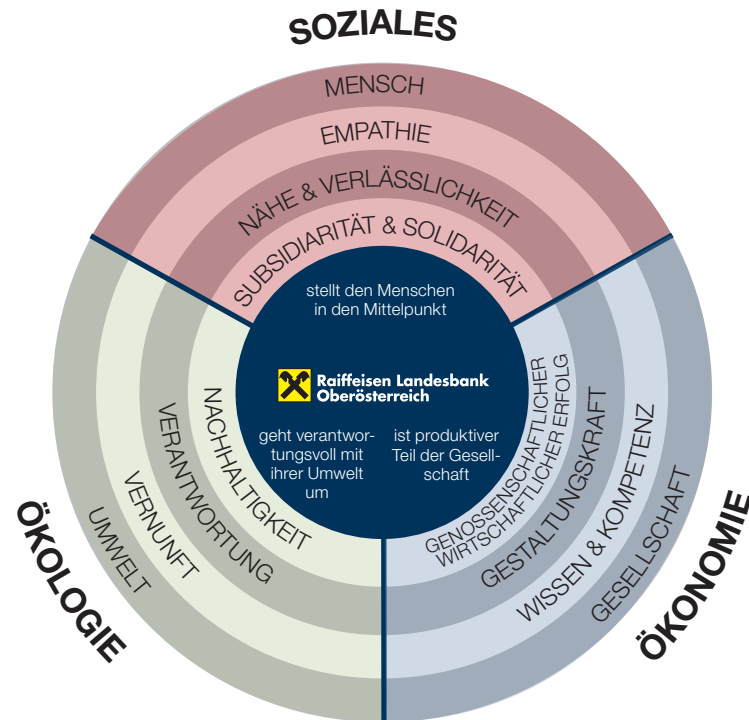 SOZIALES
MENSCH
EMPATHIE
NÄHE & VERLÄSSLICHKEIT
SUBSIDIARITÄT & SOLIDARITÄT
stellt den Menschen
in den Mittelpunkt
Raiffeisen Landesbank
Oberösterreich
geht verantwor-
tungsvoll mit
ihrer Umwelt
um
ist produktiver
Teil der Gesell-
schaft
ÖKOLOGIE
UMWELT
VERNUNFT
VERANTWORTUNG
NACHHALTIGKEIT
GENOSSENSCHAFTLICHER
WIRTSCHAFTLICHER ERFOLG
GESTALTUNGSKRAFT
WISSEN & KOMPETENZ
GESELLSCHAFT
ÖKONOMIE